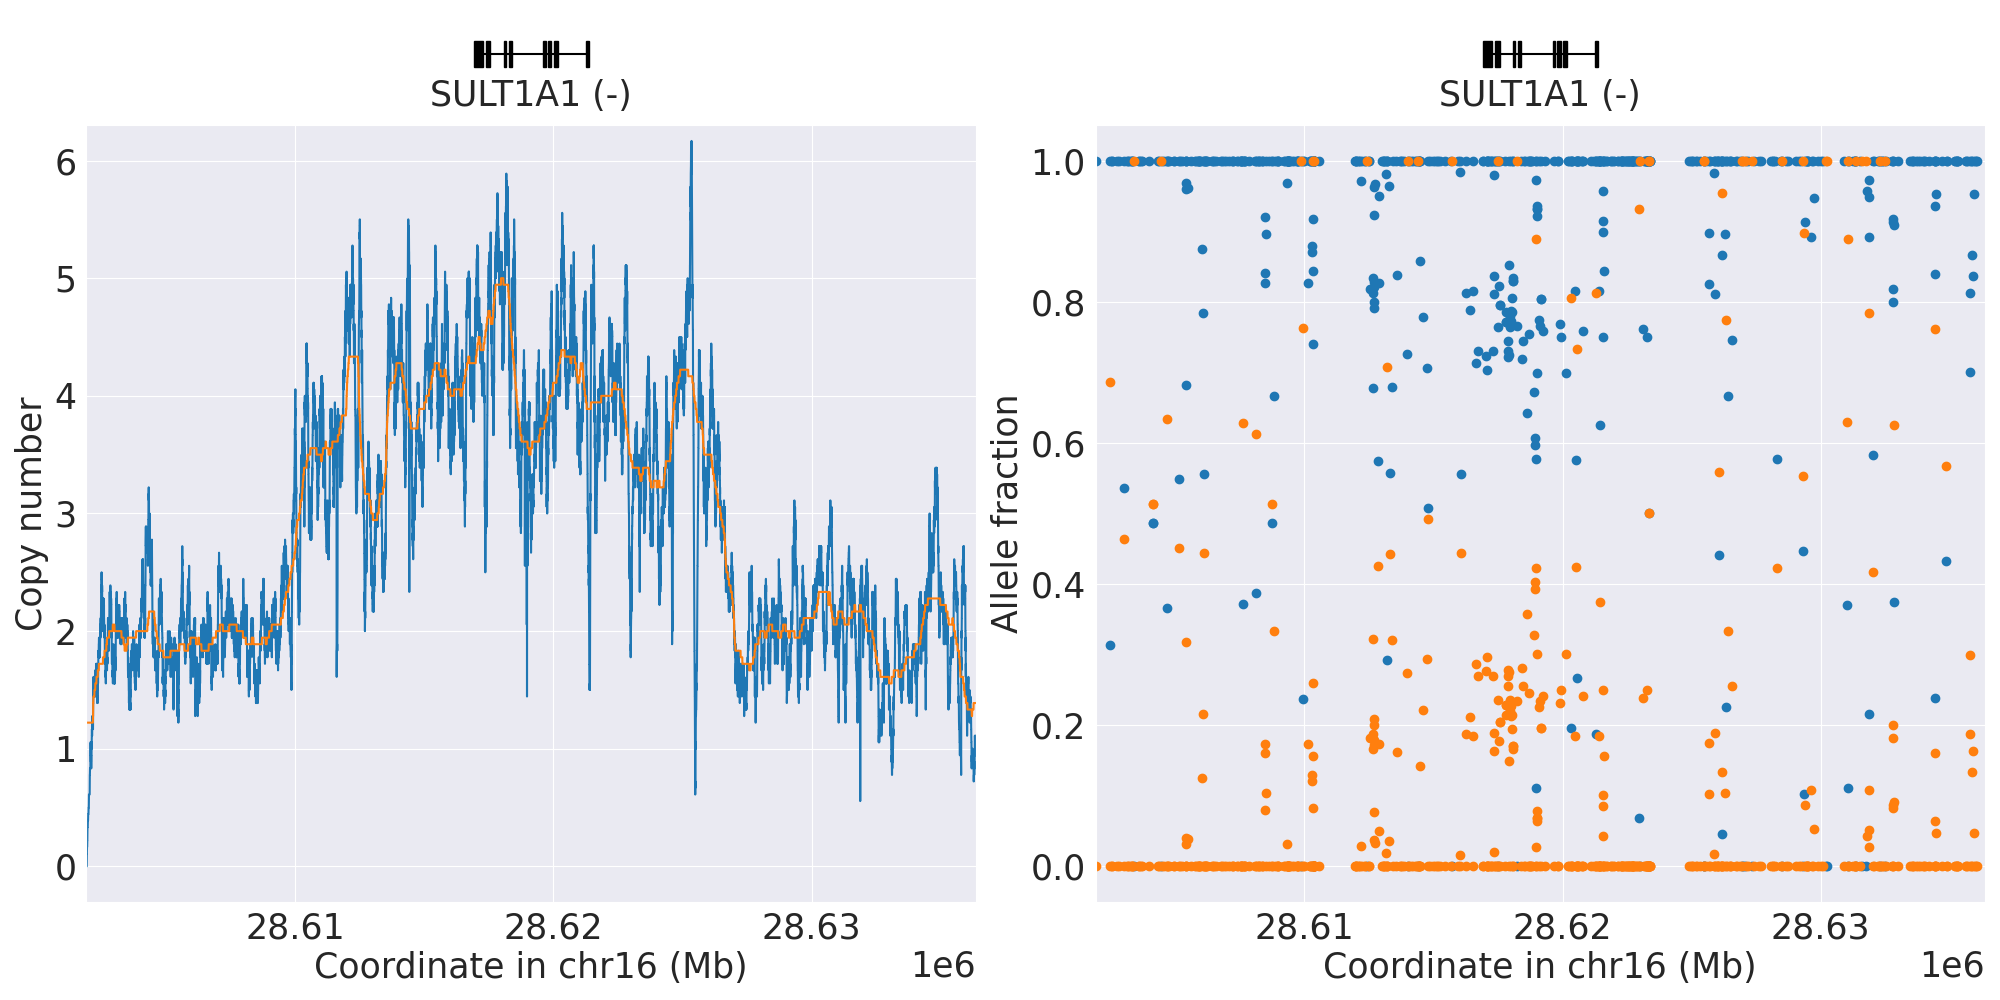 SULT1A1 (-)
Copy number
6
5
4
3
2
1
0
28.61
28.62
28.63
Coordinate in chr16 (Mb)
1e6
SULT1A1 (-)
Allele fraction
1.0
0.8
0.6
0.4
0.2
0.0
28.61
28.62
28.63
Coordinate in chr16 (Mb)
1e6